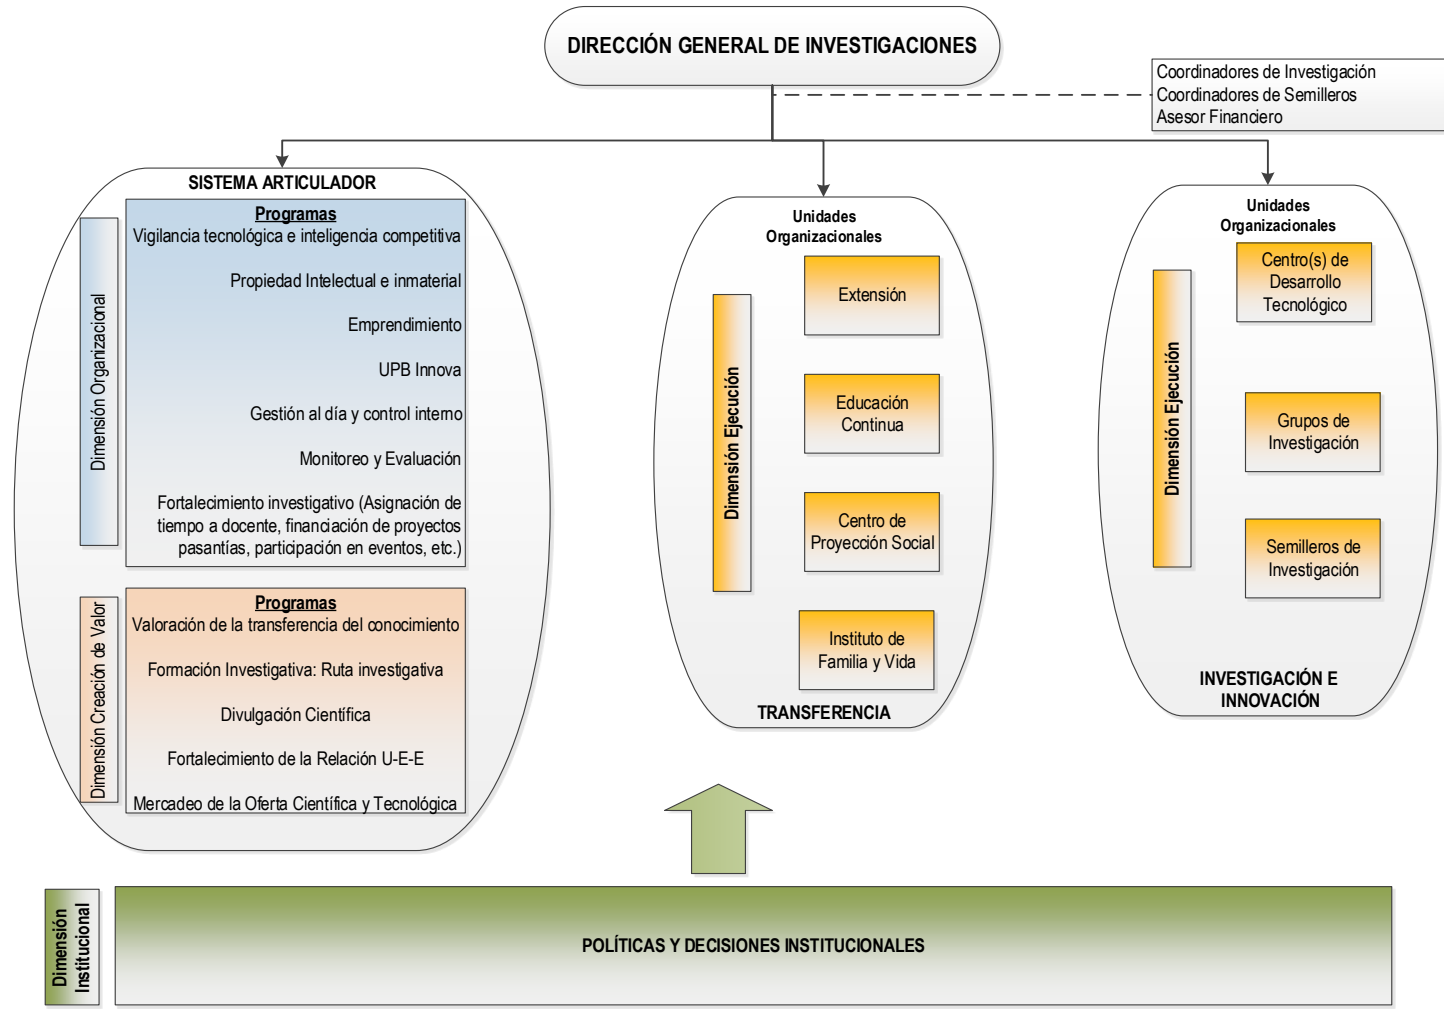 DIRECCIÓN GENERAL DE INVESTIGACIONES
Coordinadores de Investigación
Coordinadores de Semilleros
Asesor Financiero
SISTEMA ARTICULADOR
Dimensión Organizacional
Programas
Vigilancia tecnológica e inteligencia competitiva
Propiedad Intelectual e inmaterial
Emprendimiento
UPB Innova
Gestión al día y control interno
Monitoreo y Evaluación
Fortalecimiento investigativo (Asignación de
tiempo a docente, financiación de proyectos
pasantías, participación en eventos, etc.)
Dimensión Creación de Valor
Programas
Valoración de la transferencia del conocimiento
Formación Investigativa: Ruta investigativa
Divulgación Científica
Fortalecimiento de la Relación U-E-E
Mercadeo de la Oferta Científica y Tecnológica
Unidades
Organizacionales
Dimensión Ejecución
Extensión
Educación
Continua
Centro de
Proyección Social
Instituto de
Familia y Vida
TRANSFERENCIA
Unidades
Organizacionales
Dimensión Ejecución
Centro(s) de
Desarrollo
Tecnológico
Grupos de
Investigación
Semilleros de
Investigación
INVESTIGACIÓN E
INNOVACIÓN
Dimensión
Institucional
POLÍTICAS Y DECISIONES INSTITUCIONALES